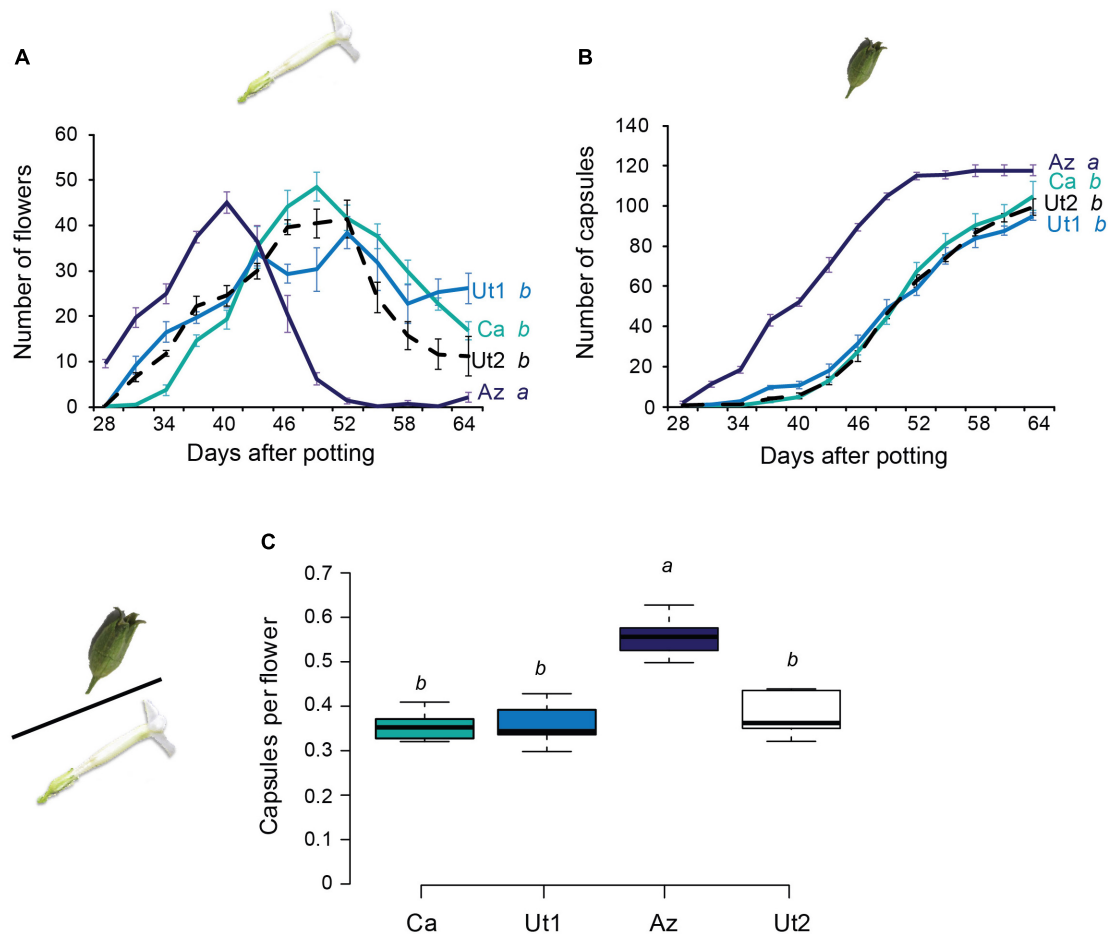 A
Number of flowers
60
50
40
30
20
10
0
28 34 40 46 52 58 64
Days after potting
Ut1 b
Ca b
Ut2 b
Az a
B
Number of capsules
140
120
100
80
60
40
20
0
28 34 40 46 52 58 64
Days after potting
Az a
Ca b
Ut2 b
Ut1 b
C
Capsules per flower
0.7
0.6
0.5
0.4
0.3
0.2
0.1
0
b b a b
Ca Ut1 Az Ut2